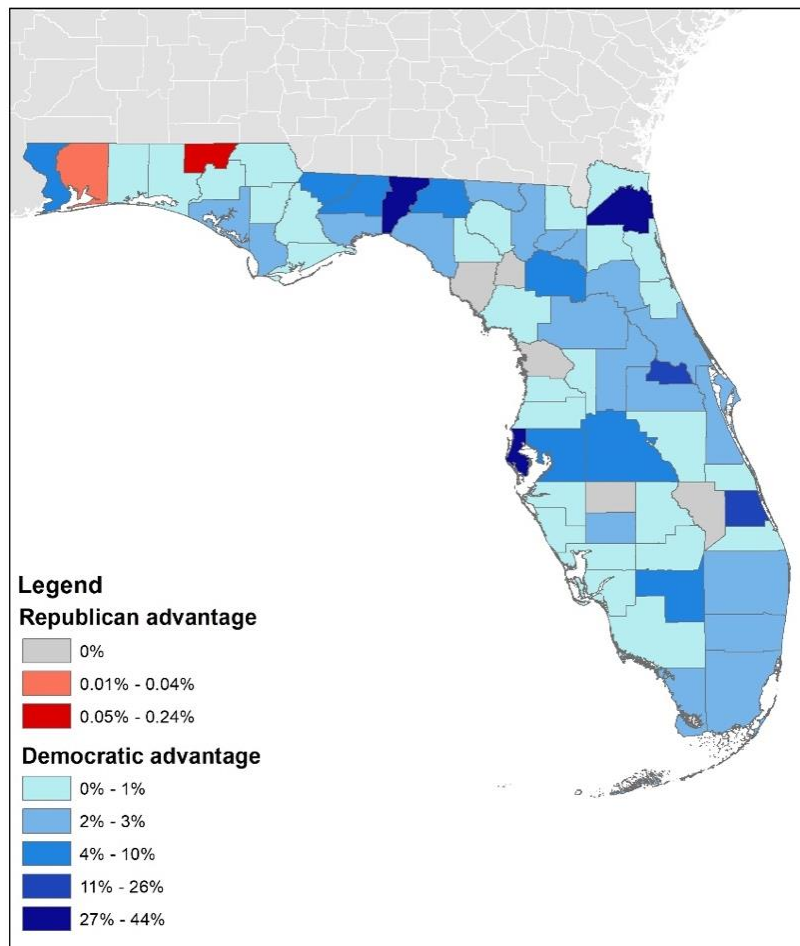 Legend
Republican advantage
0%
0.01% - 0.04%
0.05% - 0.24%
Democratic advantage
0% - 1%
2% - 3%
4% - 10%
11% - 26%
27% - 44%